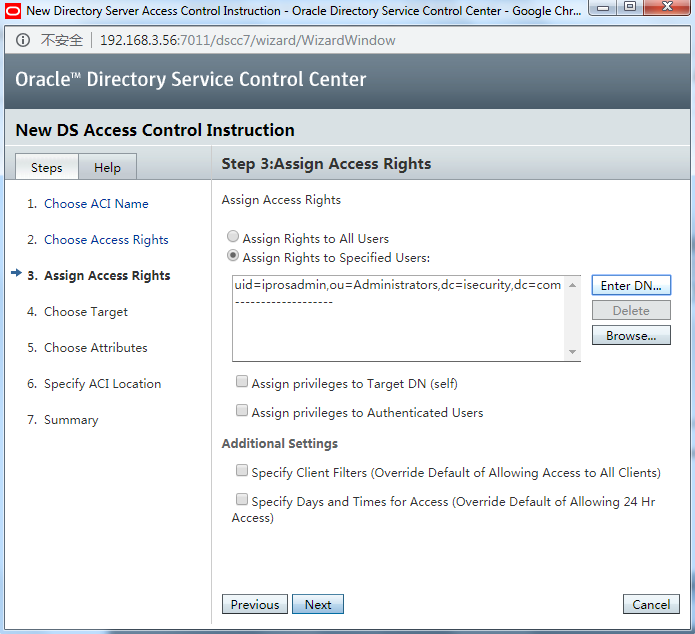 New Directory Server Access Control Instruction - Oracle Directory Service Control Center - Google Chr...
不安全 192.168.3.56:7011/dscc7/wizard/WizardWindow
Oracle™ Directory Service Control Center
New DS Access Control Instruction
Steps Help
1. Choose ACI Name
2. Choose Access Rights
3. Assign Access Rights
4. Choose Target
5. Choose Attributes
6. Specify ACI Location
7. Summary
Step 3:Assign Access Rights
Assign Access Rights
Assign Rights to All Users
Assign Rights to Specified Users:
uid=iprosadmin,ou=Administrators,dc=isecurity,dc=com
-------------------
Enter DN...
Delete
Browse...
Assign privileges to Target DN (self)
Assign privileges to Authenticated Users
Additional Settings
Specify Client Filters (Override Default of Allowing Access to All Clients)
Specify Days and Times for Access (Override Default of Allowing 24 Hr
Access)
Previous Next Cancel